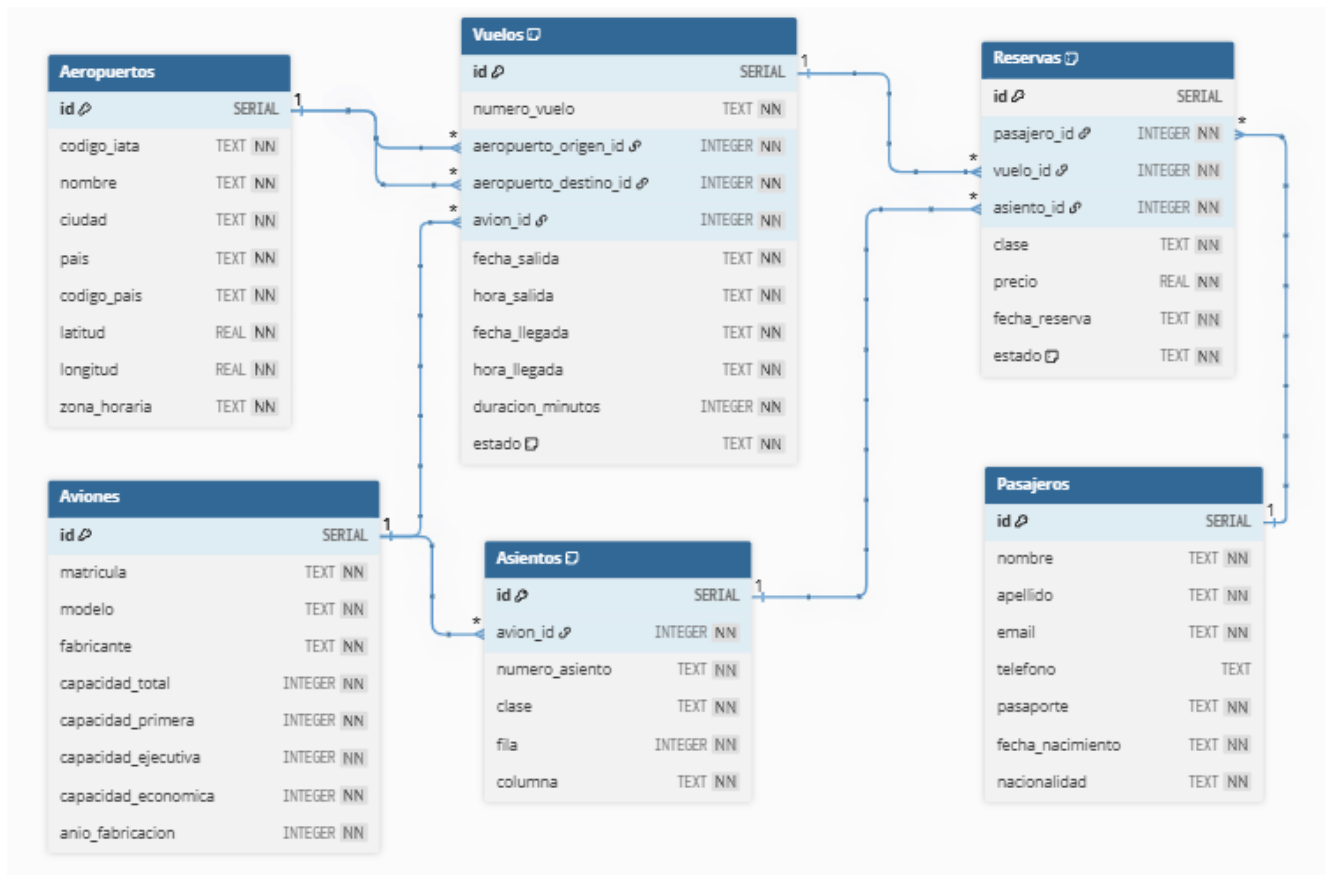 Aeropuertos
id SERIAL
codigo_iata TEXT NN
nombre TEXT NN
ciudad TEXT NN
pais TEXT NN
codigo_pais TEXT NN
latitud REAL NN
longitud REAL NN
zona_horaria TEXT NN
1
Vuelos
id SERIAL
numero_vuelo TEXT NN
aeropuerto_origen_id INTEGER NN
aeropuerto_destino_id INTEGER NN
avion_id INTEGER NN
fecha_salida TEXT NN
hora_salida TEXT NN
fecha_llegada TEXT NN
hora_llegada TEXT NN
duracion_minutos INTEGER NN
estado TEXT NN
*
*
*
1
Reservas
id SERIAL
pasajero_id INTEGER NN
vuelo_id INTEGER NN
asiento_id INTEGER NN
clase TEXT NN
precio REAL NN
fecha_reserva TEXT NN
estado TEXT NN
*
*
*
Aviones
id SERIAL
matricula TEXT NN
modelo TEXT NN
fabricante TEXT NN
capacidad_total INTEGER NN
capacidad_primera INTEGER NN
capacidad_ejecutiva INTEGER NN
capacidad_economica INTEGER NN
anio_fabricacion INTEGER NN
1
Asientos
id SERIAL
avion_id INTEGER NN
numero_asiento TEXT NN
clase TEXT NN
fila INTEGER NN
columna TEXT NN
*
1
Pasajeros
id SERIAL
nombre TEXT NN
apellido TEXT NN
email TEXT NN
telefono TEXT
pasaporte TEXT NN
fecha_nacimiento TEXT NN
nacionalidad TEXT NN
1